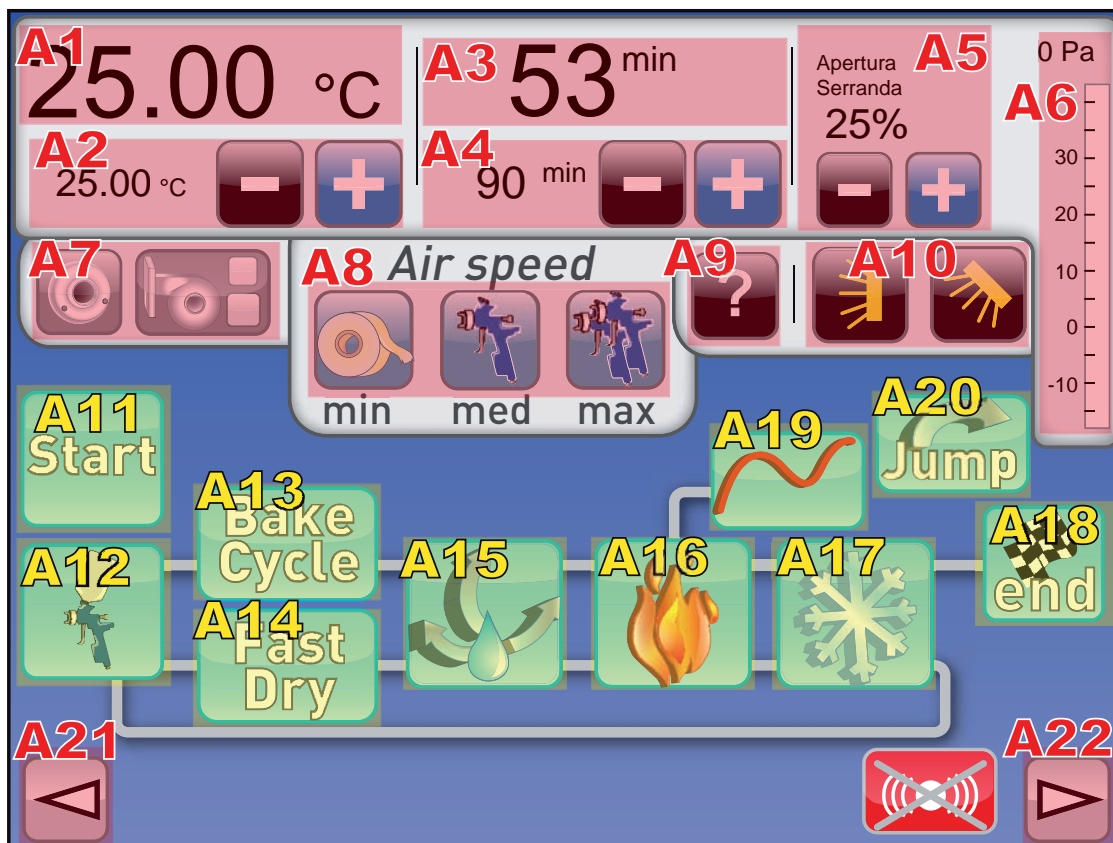 A1
25.00 °C
A2
25.00 °C
A3
53 min
A4
90 min
A5
Apertura
Serranda
25%
0 Pa
A6
30
20
10
0
-10
A7
A8
Air speed
min
med
max
A9
?
A10
A11
Start
A12
A13
Bake
Cycle
A14
Fast
Dry
A15
A16
A17
A19
A20
Jump
A18
end
A21
A22